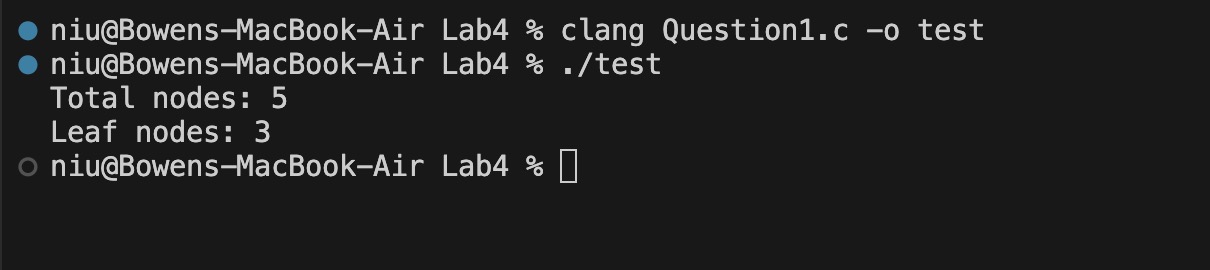 niu@Bowens-MacBook-Air Lab4 % clang Question1.c -o test
niu@Bowens-MacBook-Air Lab4 % ./test
Total nodes: 5
Leaf nodes: 3
niu@Bowens-MacBook-Air Lab4 %